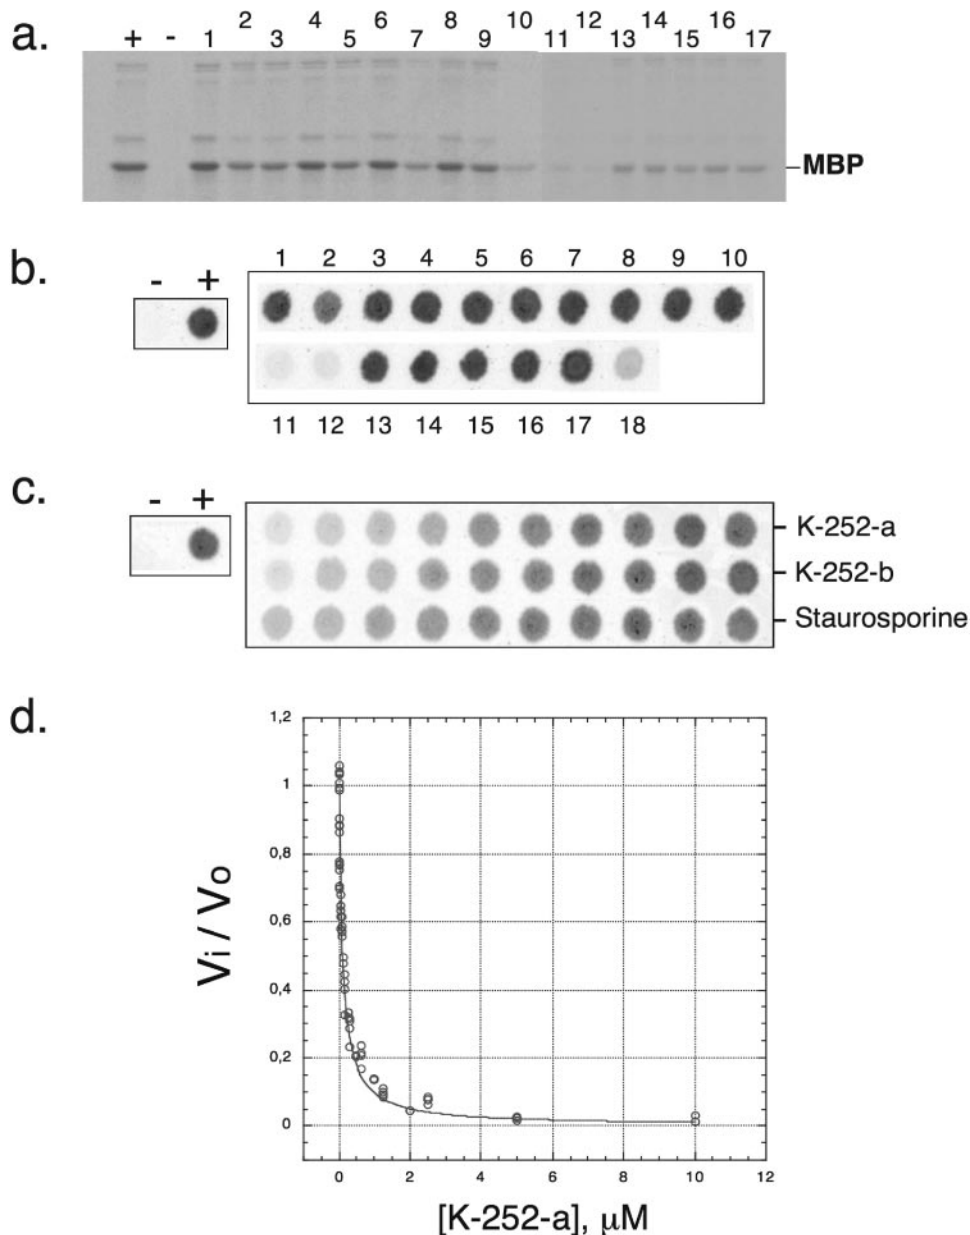 a.
+ - 1 2 3 4 5 6 7 8 9 10 11 12 13 14 15 16 17
MBP
b.
- +
1 2 3 4 5 6 7 8 9 10
11 12 13 14 15 16 17 18
c.
- +
K-252-a
K-252-b
Staurosporine
d.
1,2
1
0,8
0,6
0,4
0,2
0
Vi / Vo
0 2 4 6 8 10 12
[K-252-a], μM